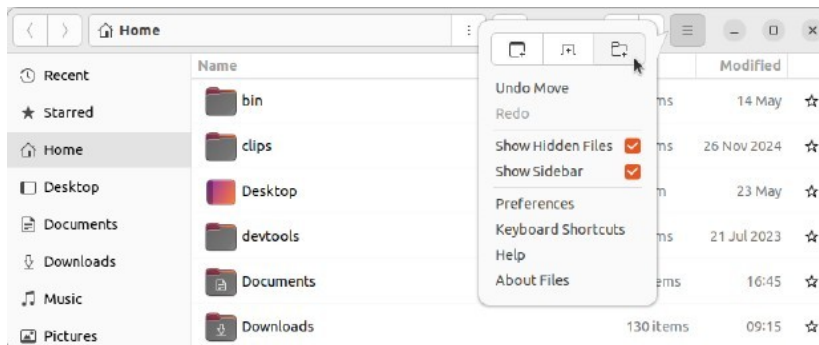 Home
Recent
Starred
Home
Desktop
Documents
Downloads
Music
Pictures
Name
Modified
bin
14 May
clips
26 Nov 2024
Desktop
23 May
devtools
21 Jul 2023
Documents
16:45
Downloads
130 items
09:15
Undo Move
Redo
Show Hidden Files
Show Sidebar
Preferences
Keyboard Shortcuts
Help
About Files